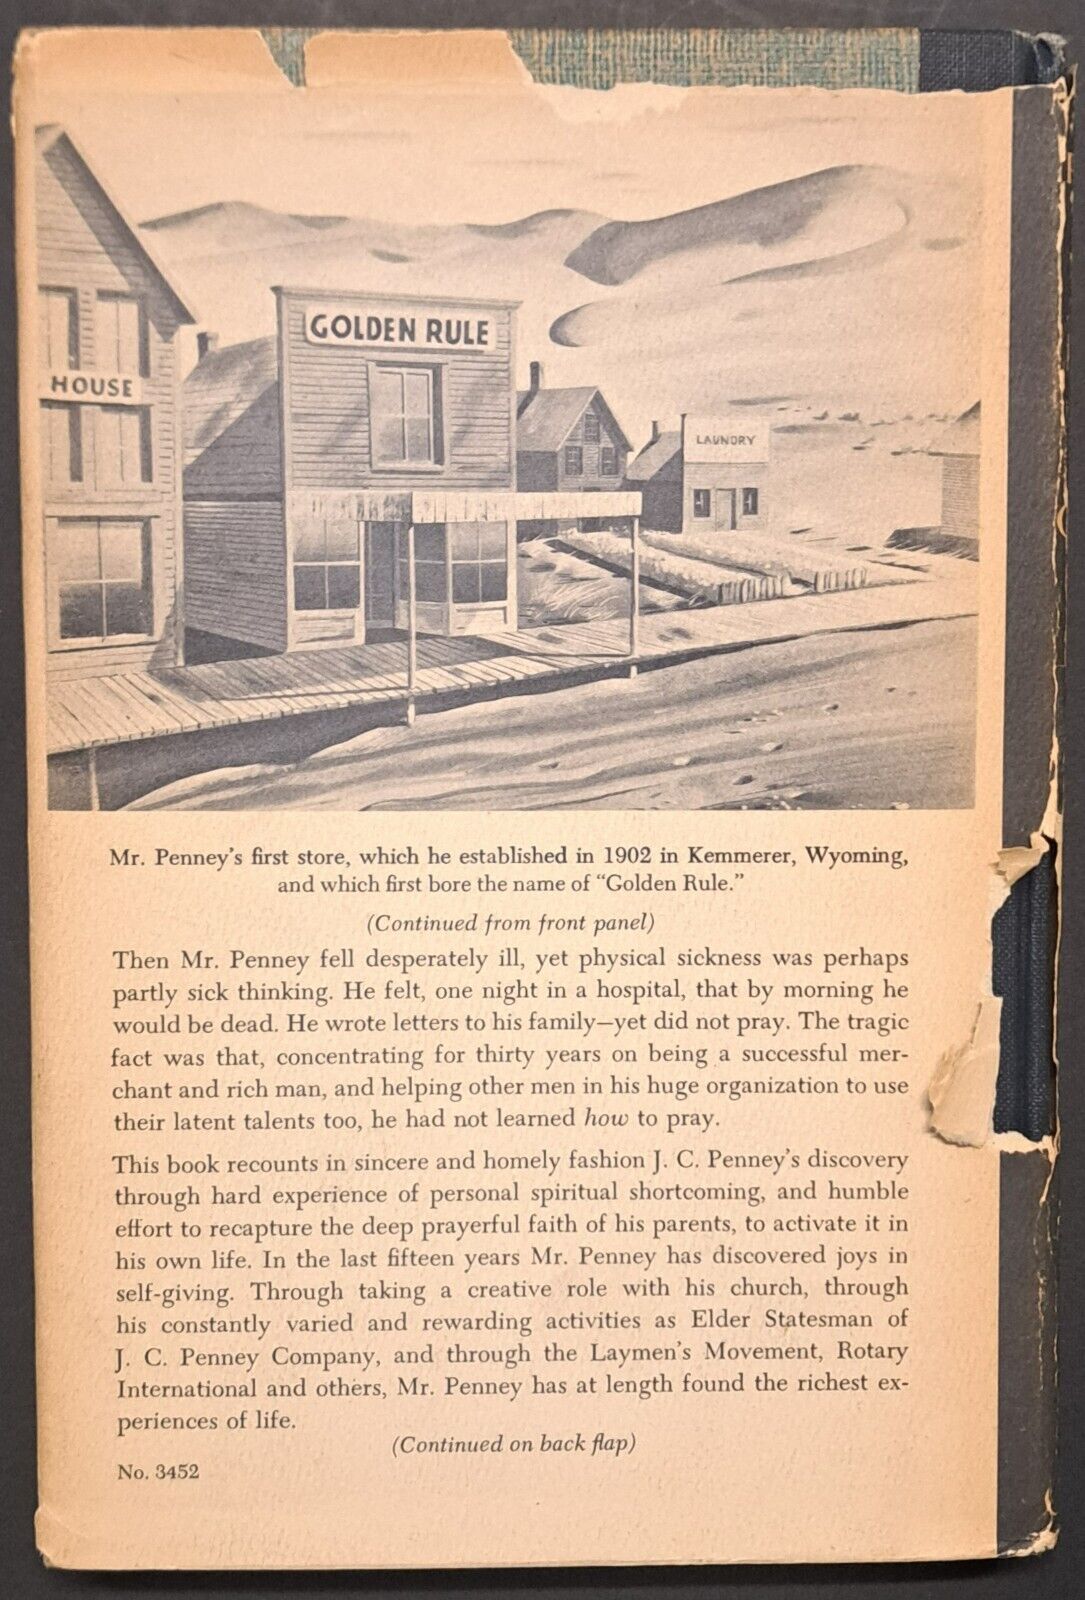 GOLDEN RULE
HOUSE
LAUNDRY
Mr. Penney's first store, which he established in 1902 in Kemmerer, Wyoming,
and which first bore the name of "Golden Rule."
(Continued from front panel)
Then Mr. Penney fell desperately ill, yet physical sickness was perhaps
partly sick thinking. He felt, one night in a hospital, that by morning he
would be dead. He wrote letters to his family—yet did not pray. The tragic
fact was that, concentrating for thirty years on being a successful mer-
chant and rich man, and helping other men in his huge organization to use
their latent talents too, he had not learned how to pray.
This book recounts in sincere and homely fashion J. C. Penney's discovery
through hard experience of personal spiritual shortcoming, and humble
effort to recapture the deep prayerful faith of his parents, to activate it in
his own life. In the last fifteen years Mr. Penney has discovered joys in
self-giving. Through taking a creative role with his church, through
his constantly varied and rewarding activities as Elder Statesman of
J. C. Penney Company, and through the Laymen's Movement, Rotary
International and others, Mr. Penney has at length found the richest ex-
periences of life.
(Continued on back flap)
No. 3452